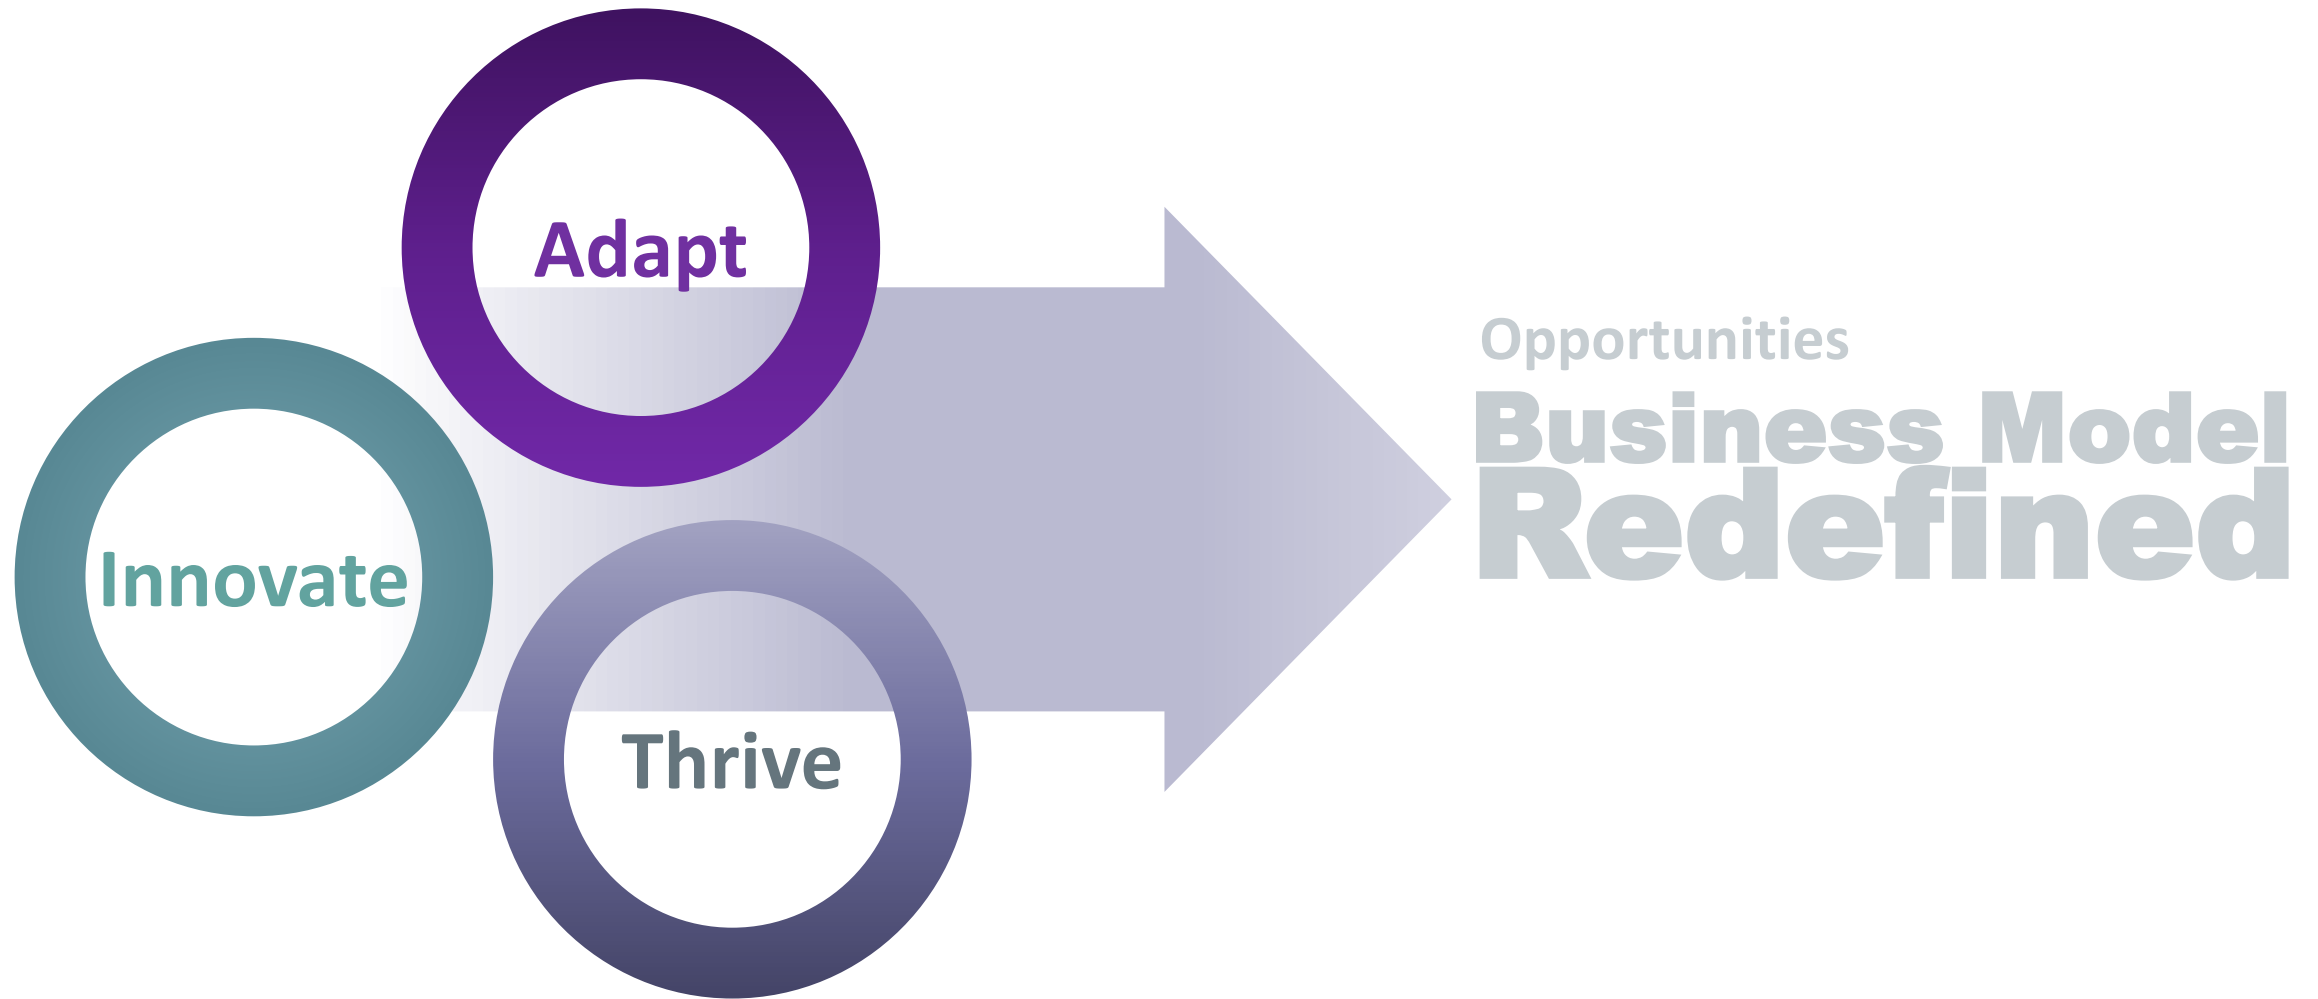 Adapt
Innovate
Thrive
Opportunities
Business Model
Redefined